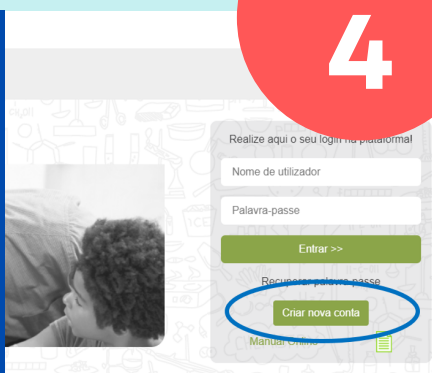 4
Realize aqui o seu login na plataforma!
Nome de utilizador
Palavra-passe
Entrar >>
Recuperar palavra-passe
Criar nova conta
Manual Online